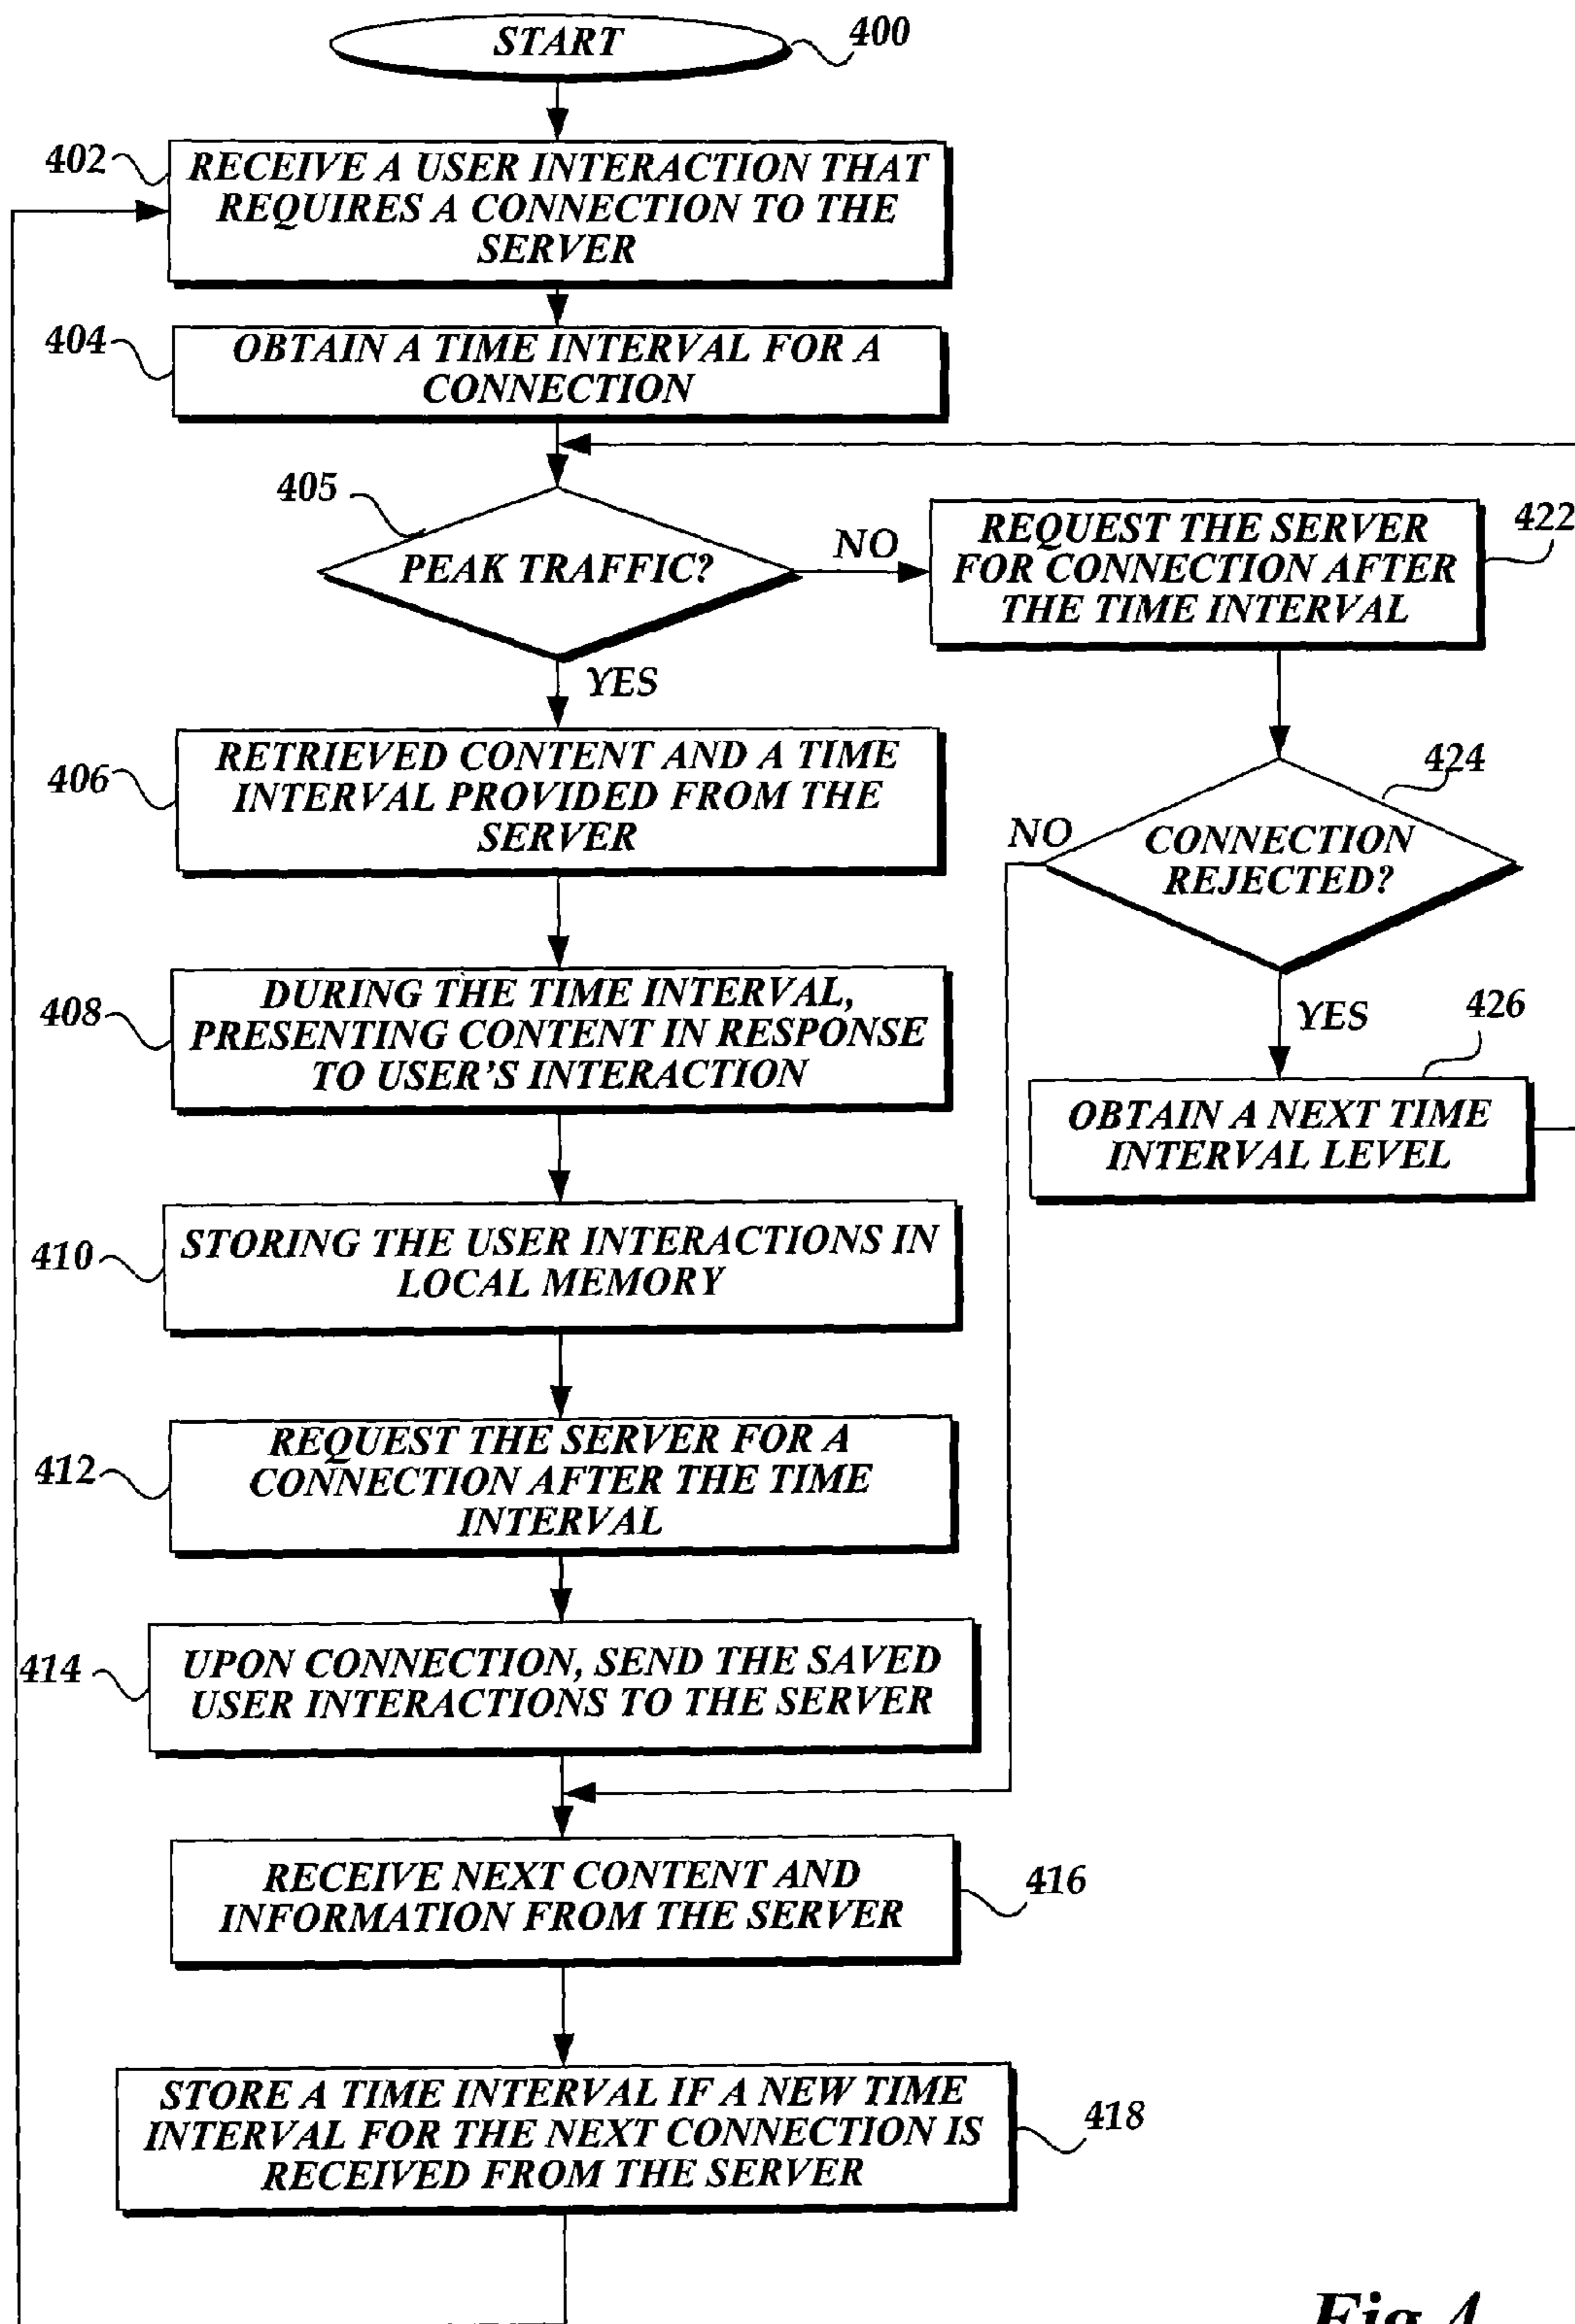 START
400
402
RECEIVE A USER INTERACTION THAT
REQUIRES A CONNECTION TO THE
SERVER
404
OBTAIN A TIME INTERVAL FOR A
CONNECTION
405
PEAK TRAFFIC?
NO
YES
REQUEST THE SERVER
FOR CONNECTION AFTER
THE TIME INTERVAL
422
406
RETRIEVED CONTENT AND A TIME
INTERVAL PROVIDED FROM THE
SERVER
424
CONNECTION
REJECTED?
NO
YES
408
DURING THE TIME INTERVAL,
PRESENTING CONTENT IN RESPONSE
TO USER'S INTERACTION
426
OBTAIN A NEXT TIME
INTERVAL LEVEL
410
STORING THE USER INTERACTIONS IN
LOCAL MEMORY
412
REQUEST THE SERVER FOR A
CONNECTION AFTER THE TIME
INTERVAL
414
UPON CONNECTION, SEND THE SAVED
USER INTERACTIONS TO THE SERVER
RECEIVE NEXT CONTENT AND
INFORMATION FROM THE SERVER
416
STORE A TIME INTERVAL IF A NEW TIME
INTERVAL FOR THE NEXT CONNECTION IS
RECEIVED FROM THE SERVER
418
Fig. 4